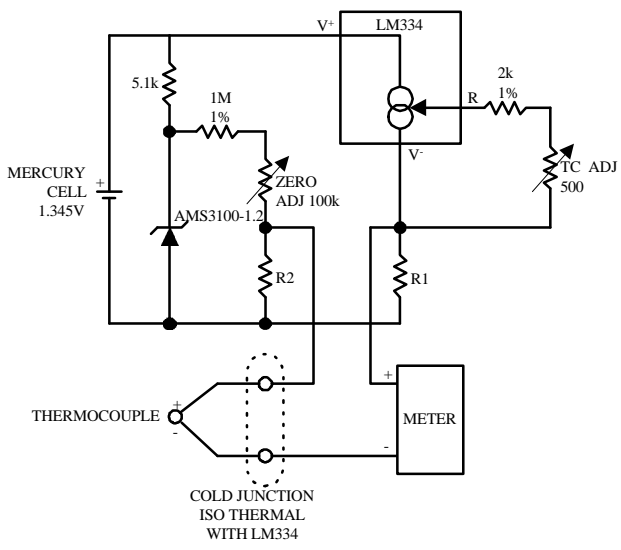 V+
LM334
5.1k
1M
1%
R
2k
1%
V-
MERCURY
CELL
1.345V
+
ZERO
ADJ 100k
TC ADJ
500
AMS3100-1.2
R2
R1
THERMOCUPLE
+
-
+
METER
-
COLD JUNCTION
ISO THERMAL
WITH LM334